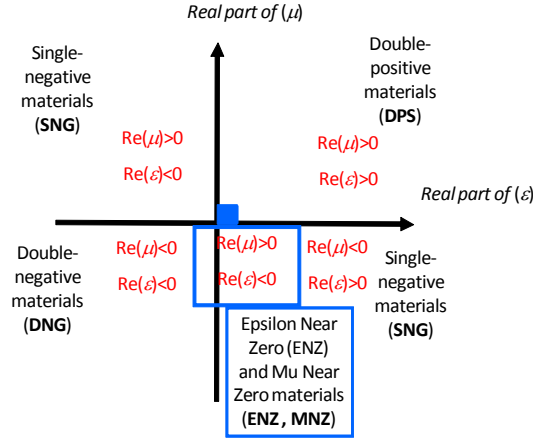 Real part of (μ)
Single-
negative
materials
(SNG)
Double-
positive
materials
(DPS)
Re(μ)>0
Re(ε)<0
Re(μ)>0
Re(ε)>0
Real part of (ε)
Double-
negative
materials
(DNG)
Re(μ)<0
Re(ε)<0
Re(μ)>0
Re(ε)<0
Re(μ)<0
Re(ε)>0
Single-
negative
materials
(SNG)
Epsilon Near
Zero (ENZ)
and Mu Near
Zero materials
(ENZ , MNZ)